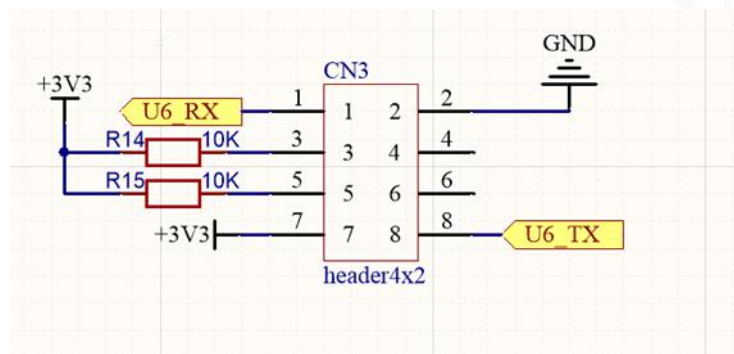 GND
CN3
+3V3
U6_RX 1 1 2 2
R14 10K 3 3 4 4
R15 10K 5 5 6 6
+3V3 7 7 8 8 U6_TX
header4x2